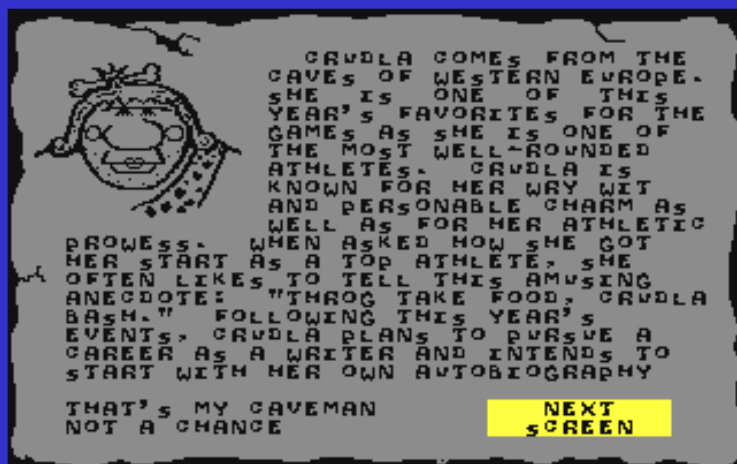 CRUDLA COMES FROM THE
CAVES OF WESTERN EUROPE.
SHE IS ONE OF THIS
YEAR'S FAVORITES FOR THE
GAMES AS SHE IS ONE OF
THE MOST WELL-ROUNDED
ATHLETES. CRUDLA IS
KNOWN FOR HER WRY WIT
AND PERSONABLE CHARM AS
WELL AS FOR HER ATHLETIC
PROWESS. WHEN ASKED HOW SHE GOT
HER START AS A TOP ATHLETE, SHE
OFTEN LIKES TO TELL THIS AMUSING
ANECDOTE: "THROG TAKE FOOD, CRUDLA
BASH." FOLLOWING THIS YEAR'S
EVENTS, CRUDLA PLANS TO PURSUE A
CAREER AS A WRITER AND INTENDS TO
START WITH HER OWN AUTOBIOGRAPHY
THAT'S MY CAVEMAN
NOT A CHANCE
NEXT
SCREEN